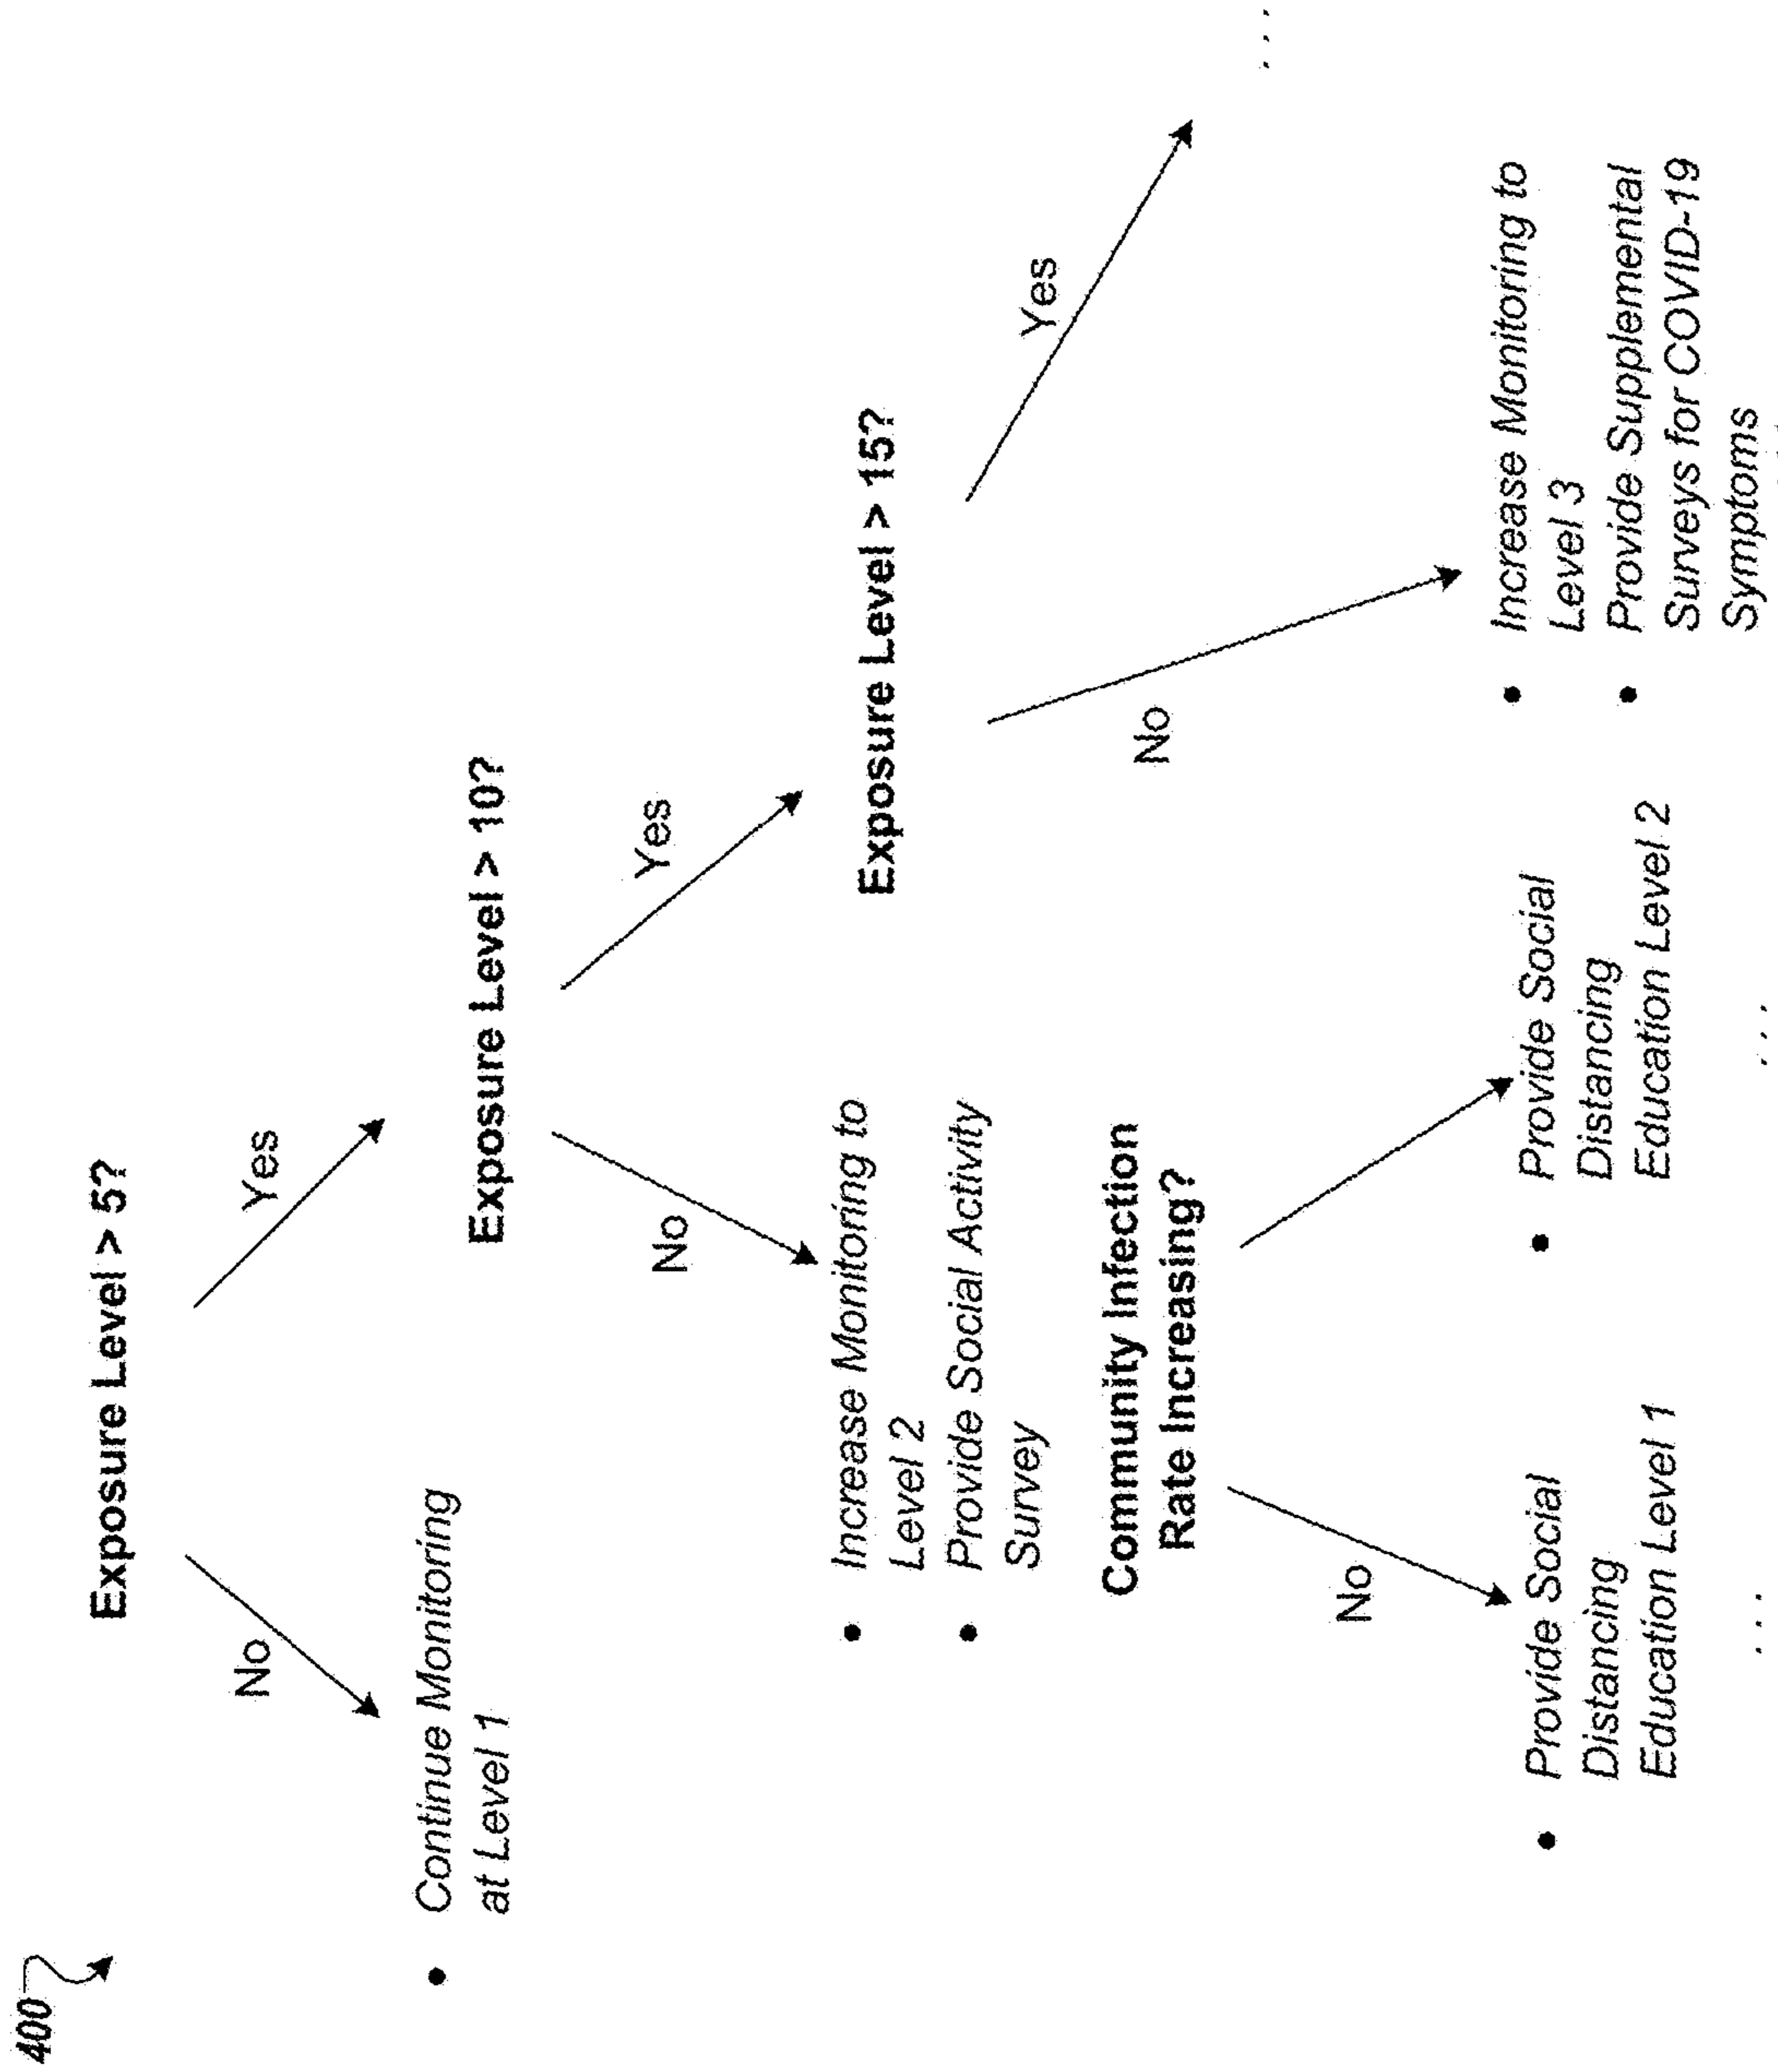 400
Exposure Level > 5?
No
Yes
• Continue Monitoring
at Level 1
Exposure Level > 10?
No
Yes
• Increase Monitoring to
Level 2
• Provide Social Activity
Survey
Exposure Level > 15?
Community Infection
Rate Increasing?
No
Yes
No
• Provide Social
Distancing
Education Level 1
. . .
• Provide Social
Distancing
Education Level 2
. . .
• Increase Monitoring to
Level 3
• Provide Supplemental
Surveys for COVID-19
Symptoms
. . .